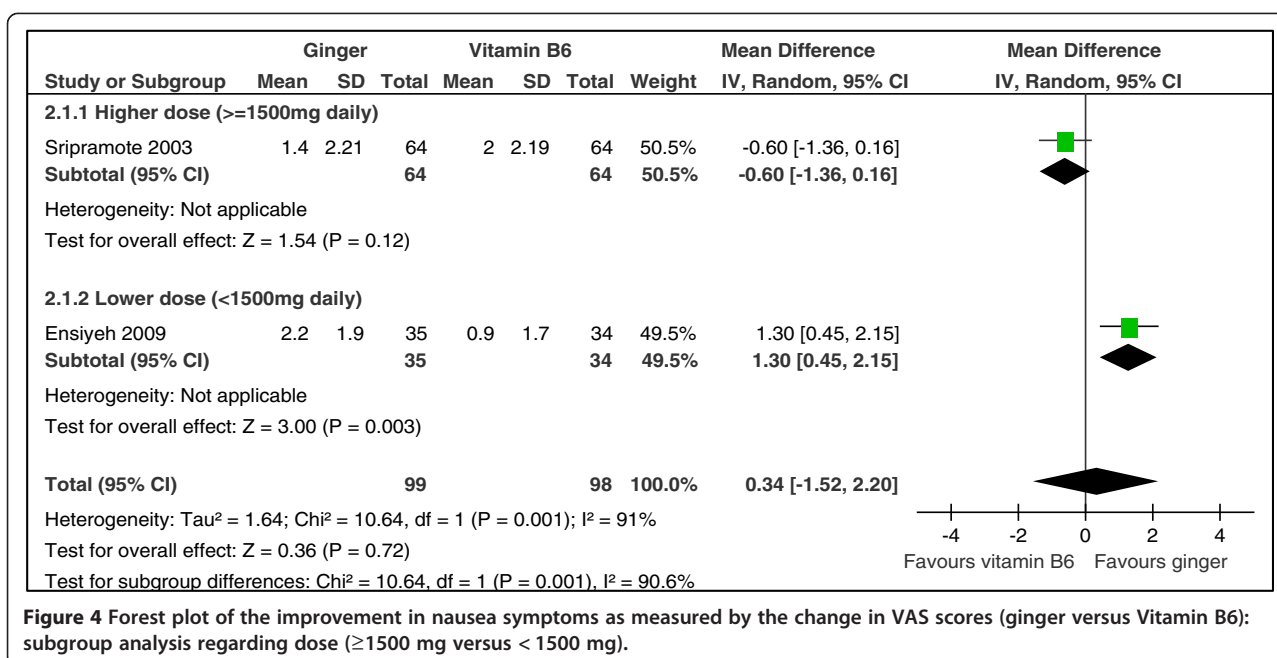 Ginger Vitamin B6 Mean Difference Mean Difference
Study or Subgroup Mean SD Total Mean SD Total Weight IV, Random, 95% CI IV, Random, 95% CI
2.1.1 Higher dose (>=1500mg daily)
Sripramote 2003 1.4 2.21 64 2 2.19 64 50.5% -0.60 [-1.36, 0.16]
Subtotal (95% CI) 64 64 50.5% -0.60 [-1.36, 0.16]
Heterogeneity: Not applicable
Test for overall effect: Z = 1.54 (P = 0.12)
2.1.2 Lower dose (<1500mg daily)
Ensiyeh 2009 2.2 1.9 35 0.9 1.7 34 49.5% 1.30 [0.45, 2.15]
Subtotal (95% CI) 35 34 49.5% 1.30 [0.45, 2.15]
Heterogeneity: Not applicable
Test for overall effect: Z = 3.00 (P = 0.003)
Total (95% CI) 99 98 100.0% 0.34 [-1.52, 2.20]
Heterogeneity: Tau² = 1.64; Chi² = 10.64, df = 1 (P = 0.001); I² = 91%
Test for overall effect: Z = 0.36 (P = 0.72)
Test for subgroup differences: Chi² = 10.64, df = 1 (P = 0.001), I² = 90.6%
-4 -2 0 2 4
Favours vitamin B6 Favours ginger
Figure 4 Forest plot of the improvement in nausea symptoms as measured by the change in VAS scores (ginger versus Vitamin B6):
subgroup analysis regarding dose (≥1500 mg versus < 1500 mg).